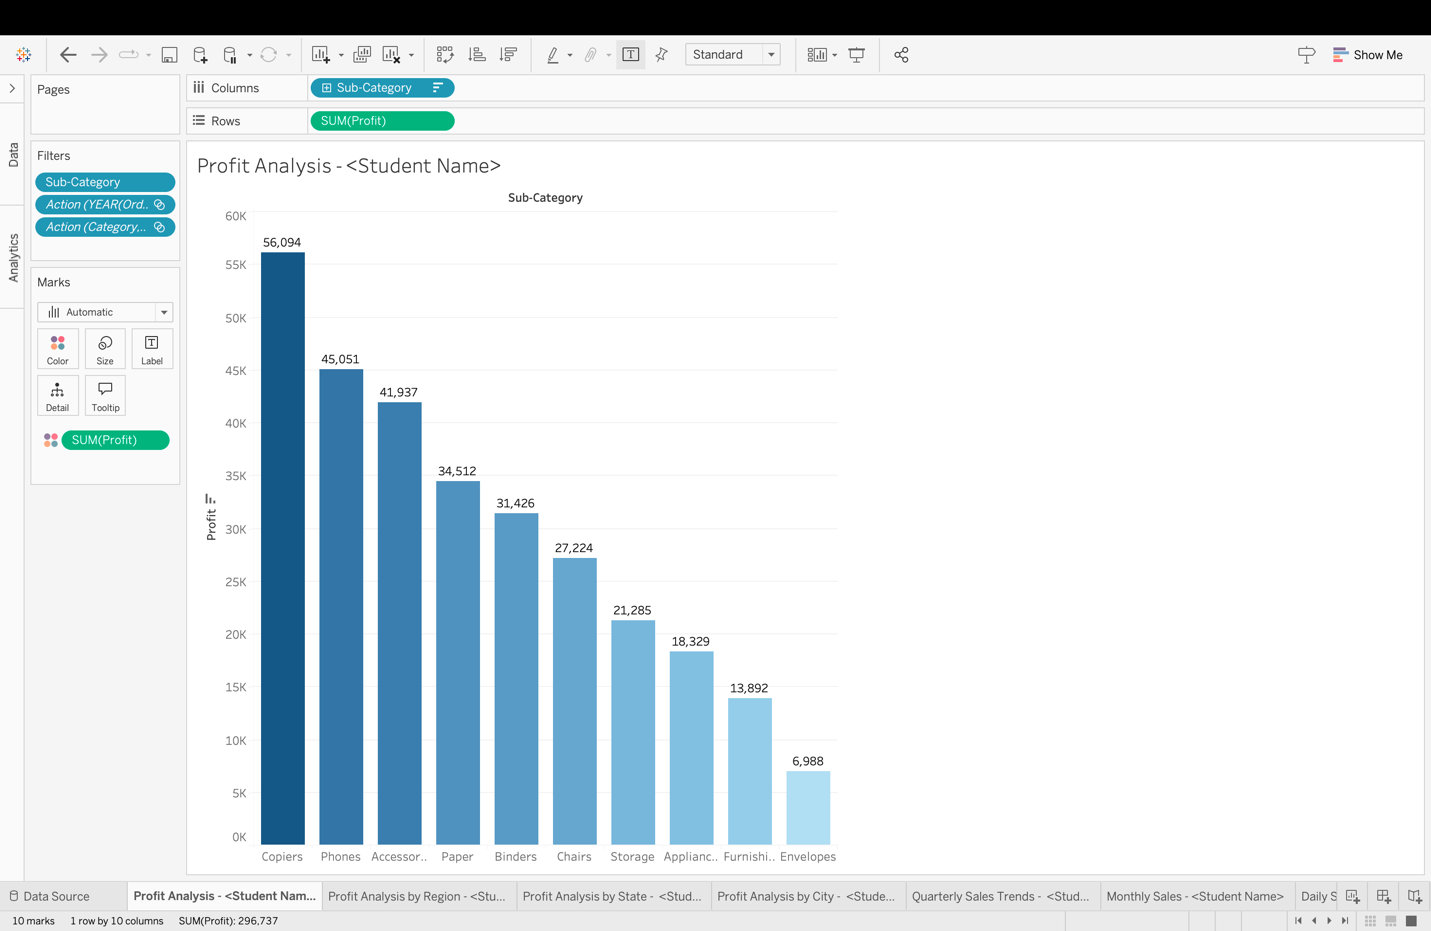 Standard
Show Me
Pages
Columns
Sub-Category
Rows
SUM(Profit)
Data
Analytics
Filters
Sub-Category
Action (YEAR(Ord..
Action (Category,..
Marks
Automatic
Color
Size
Label
Detail
Tooltip
SUM(Profit)
Profit Analysis - <Student Name>
Sub-Category
Profit
60K
55K
50K
45K
40K
35K
30K
25K
20K
15K
10K
5K
0K
56,094
45,051
41,937
34,512
31,426
27,224
21,285
18,329
13,892
6,988
Copiers
Phones
Accessor..
Paper
Binders
Chairs
Storage
Applianc..
Furnishi..
Envelopes
Data Source
Profit Analysis - <Student Nam...
Profit Analysis by Region - <Stu...
Profit Analysis by State - <Stud...
Profit Analysis by City - <Stude...
Quarterly Sales Trends - <Stud...
Monthly Sales - <Student Name>
Daily S
10 marks
1 row by 10 columns
SUM(Profit): 296,737